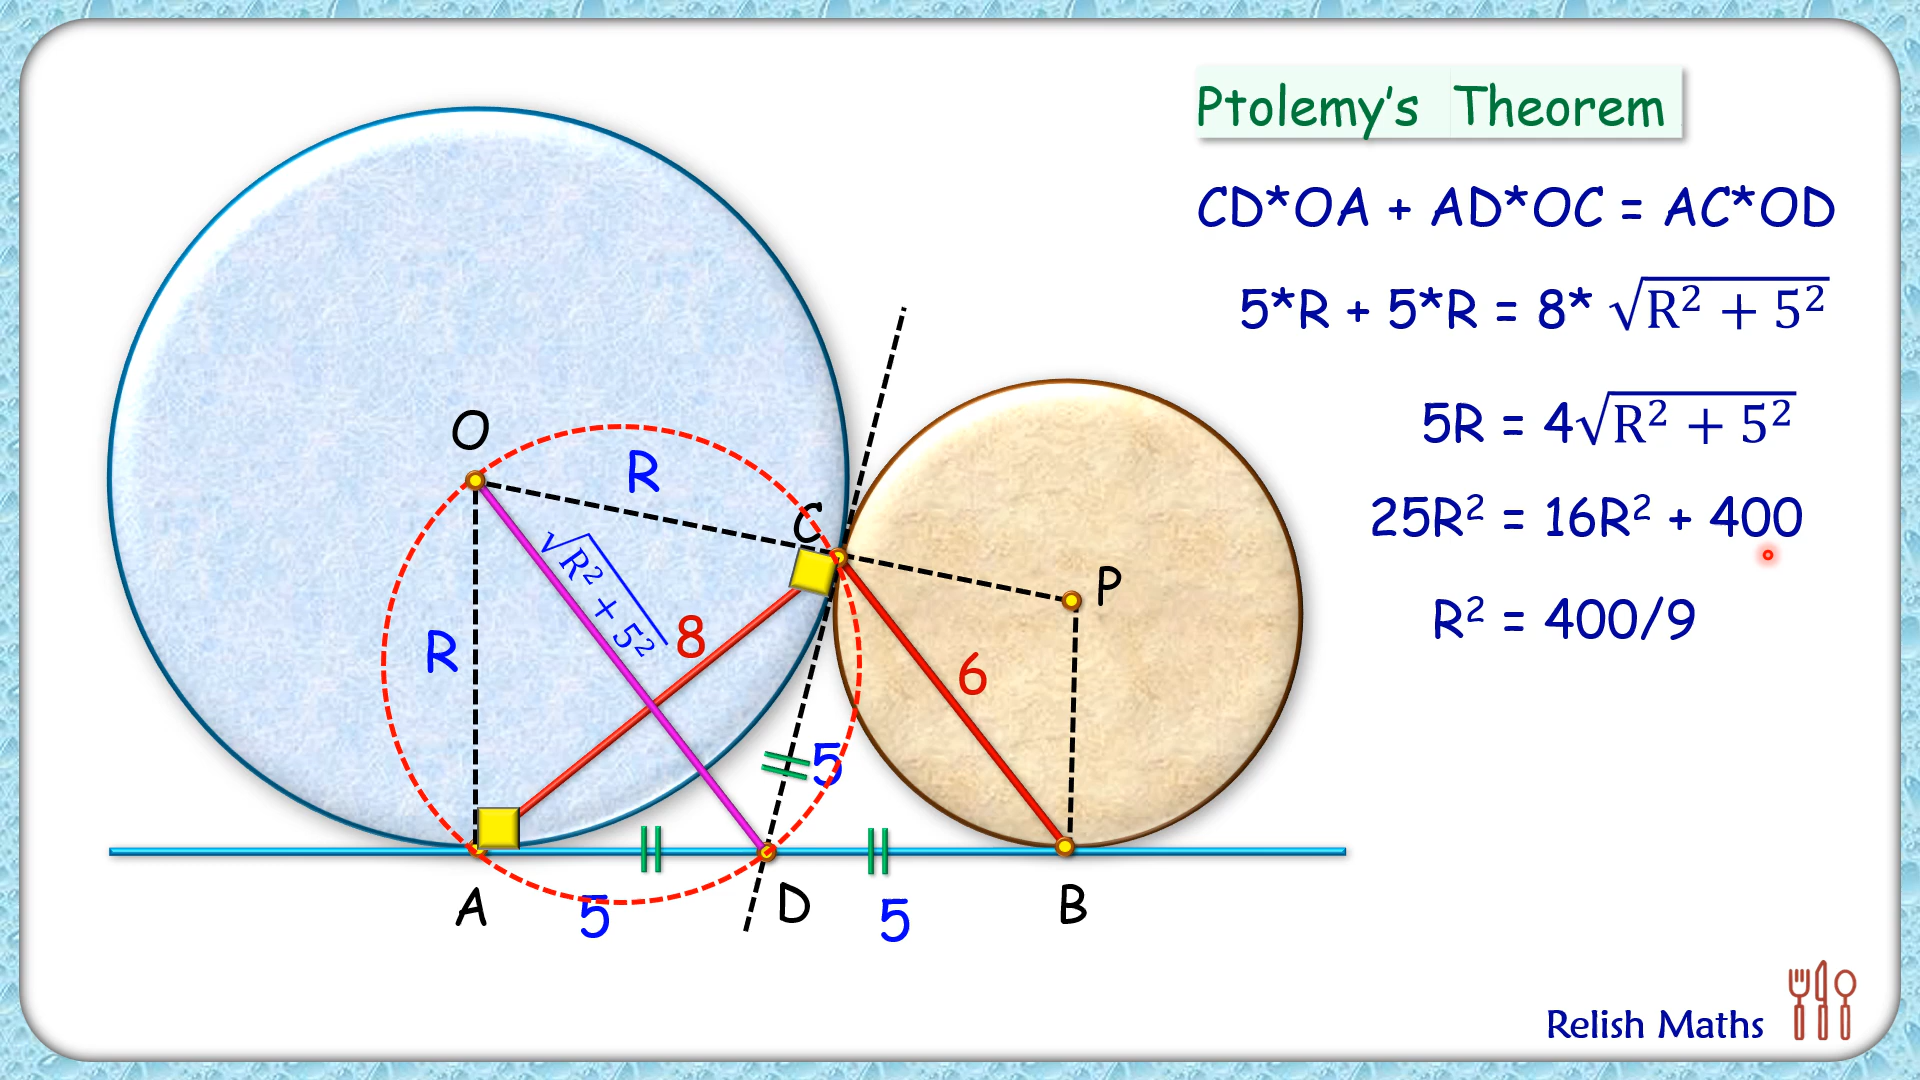 Ptolemy's Theorem
CD*OA + AD*OC = AC*OD
5*R + 5*R = 8* √(R² + 5²)
5R = 4√(R² + 5²)
25R² = 16R² + 400
R² = 400/9
O
R
C
√(R² + 5²)
P
R
8
6
5
A
5
D
5
B
Relish Maths